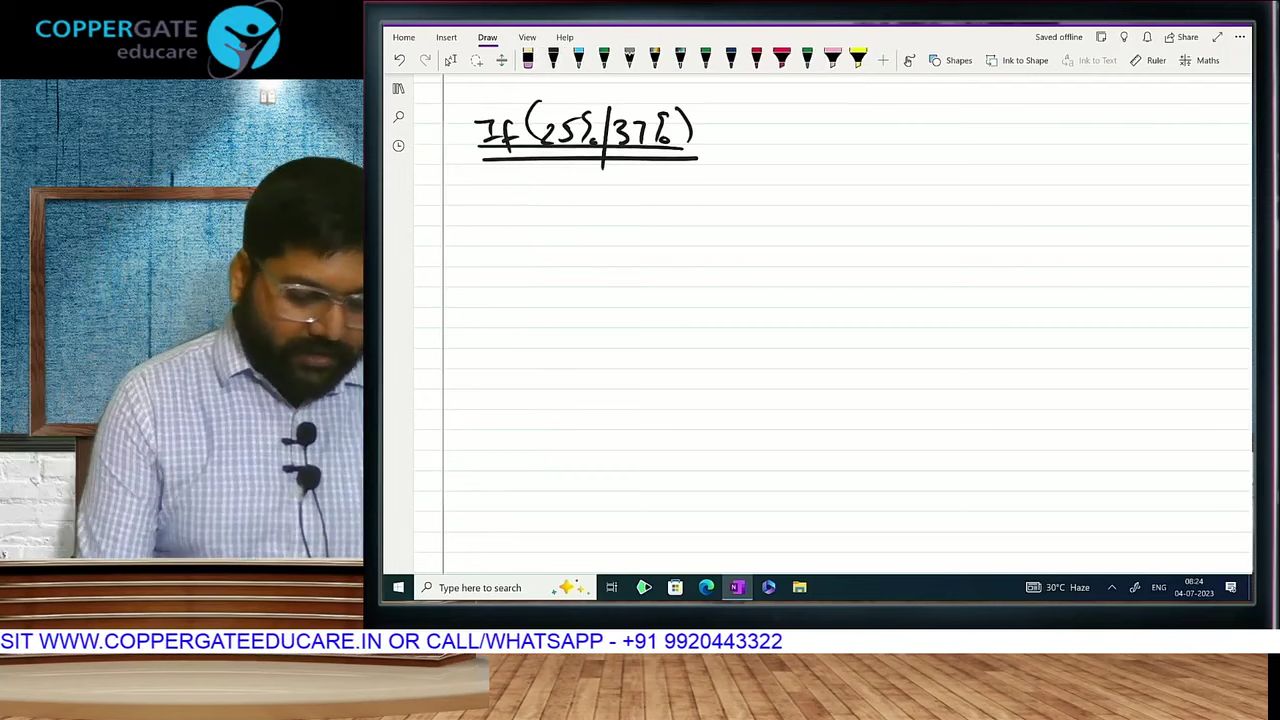 COPPERGATE
educare
Home Insert Draw View Help
Saved offline
Share
Shapes Ink to Shape Ink to Text Ruler Maths
If (25%/37%)
Type here to search
30°C Haze
ENG
08:24
04-07-2023
SIT WWW.COPPERGATEEDUCARE.IN OR CALL/WHATSAPP - +91 9920443322